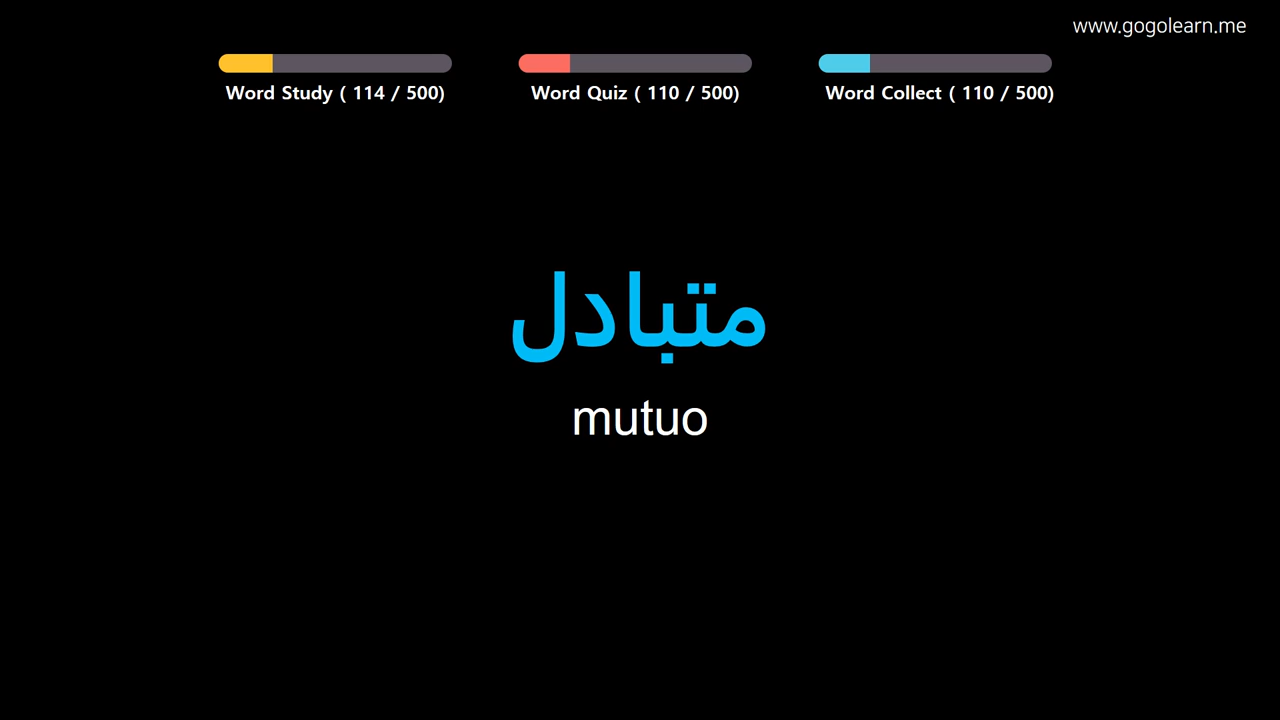 www.gogolearn.me
Word Study ( 114 / 500)
Word Quiz ( 110 / 500)
Word Collect ( 110 / 500)
متبادل
mutuo